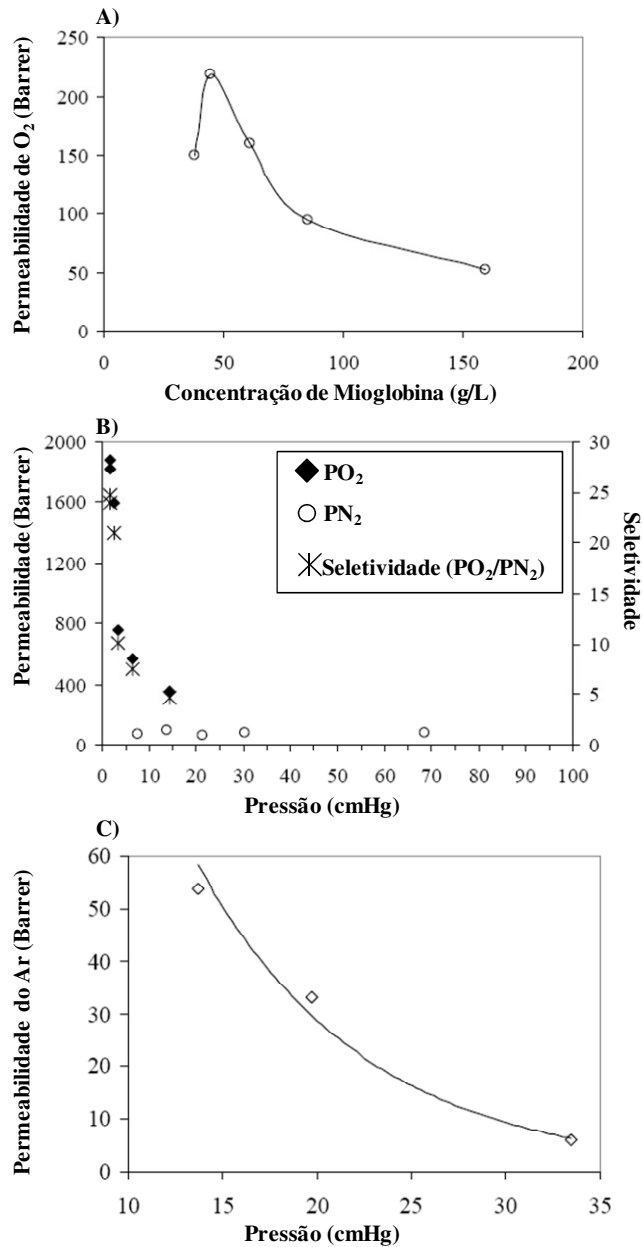 A)
Permeabilidade de O₂ (Barrer)
250
200
150
100
50
0
0 50 100 150 200
Concentração de Mioglobina (g/L)
B)
Permeabilidade (Barrer)
2000
1600
1200
800
400
0
PO₂
PN₂
Seletividade (PO₂/PN₂)
30
25
20
15
10
5
0
Seletividade
0 10 20 30 40 50 60 70 80 90 100
Pressão (cmHg)
C)
Permeabilidade do Ar (Barrer)
60
50
40
30
20
10
0
10 15 20 25 30 35
Pressão (cmHg)